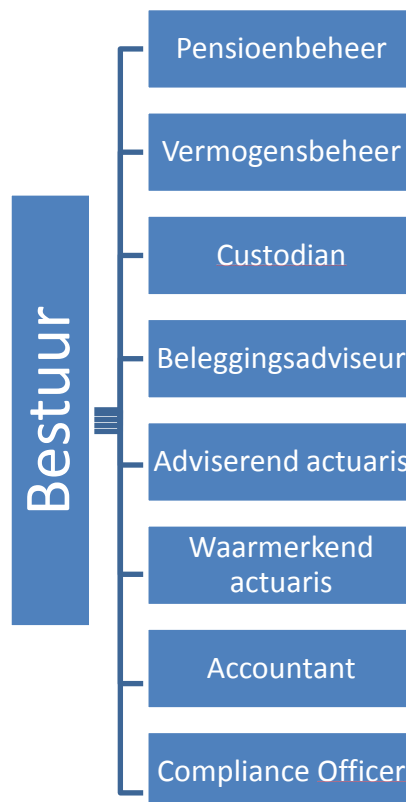 Bestuur
Pensioenbeheer
Vermogensbeheer
Custodian
Beleggingsadviseur
Adviserend actuaris
Waarmerkend
actuaris
Accountant
Compliance Officer